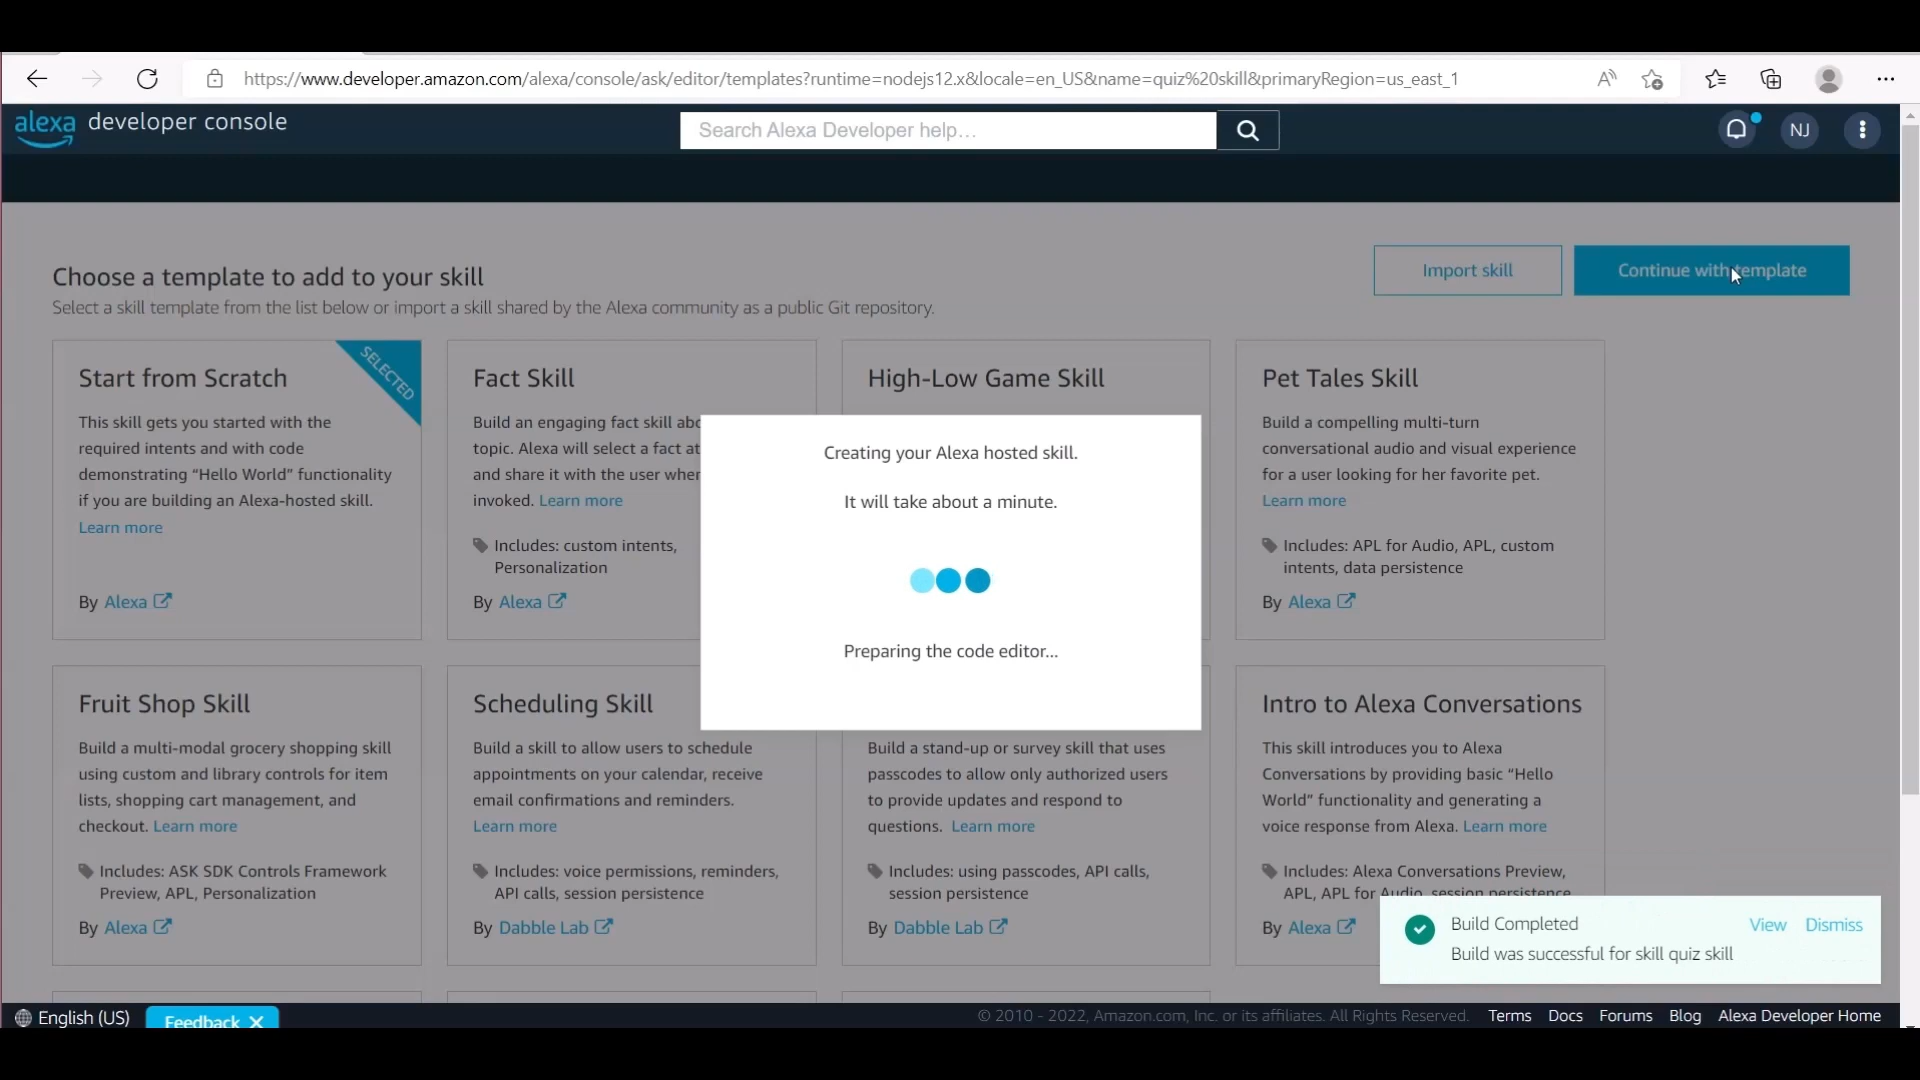 https://www.developer.amazon.com/alexa/console/ask/editor/templates?runtime=nodejs12.x&locale=en_US&name=quiz%20skill&primaryRegion=us_east_1
alexa developer console
Search Alexa Developer help...
NJ
Choose a template to add to your skill
Select a skill template from the list below or import a skill shared by the Alexa community as a public Git repository.
Import skill
Continue with template
Start from Scratch
SELECTED
This skill gets you started with the
required intents and with code
demonstrating “Hello World” functionality
if you are building an Alexa-hosted skill.
Learn more
By Alexa
Fact Skill
Build an engaging fact skill
topic. Alexa will select a fact
and share it with the user
invoked. Learn more
Includes: custom intents,
Personalization
By Alexa
High-Low Game Skill
Pet Tales Skill
Build a compelling multi-turn
conversational audio and visual experience
for a user looking for her favorite pet.
Learn more
Includes: APL for Audio, APL, custom
intents, data persistence
By Alexa
Creating your Alexa hosted skill.
It will take about a minute.
Preparing the code editor...
Fruit Shop Skill
Build a multi-modal grocery shopping skill
using custom and library controls for item
lists, shopping cart management, and
checkout. Learn more
Includes: ASK SDK Controls Framework
Preview, APL, Personalization
By Alexa
Scheduling Skill
Build a skill to allow users to schedule
appointments on your calendar, receive
email confirmations and reminders.
Learn more
Includes: voice permissions, reminders,
API calls, session persistence
By Dabble Lab
Build a stand-up or survey skill that uses
passcodes to allow only authorized users
to provide updates and respond to
questions. Learn more
Includes: using passcodes, API calls,
session persistence
By Dabble Lab
Intro to Alexa Conversations
This skill introduces you to Alexa
Conversations by providing basic “Hello
World” functionality and generating a
voice response from Alexa. Learn more
Includes: Alexa Conversations Preview,
APL, APL for Audio, session persistence
By Alexa
Build Completed
View Dismiss
Build was successful for skill quiz skill
English (US)
Feedback
© 2010 - 2022, Amazon.com, Inc. or its affiliates. All Rights Reserved. Terms Docs Forums Blog Alexa Developer Home